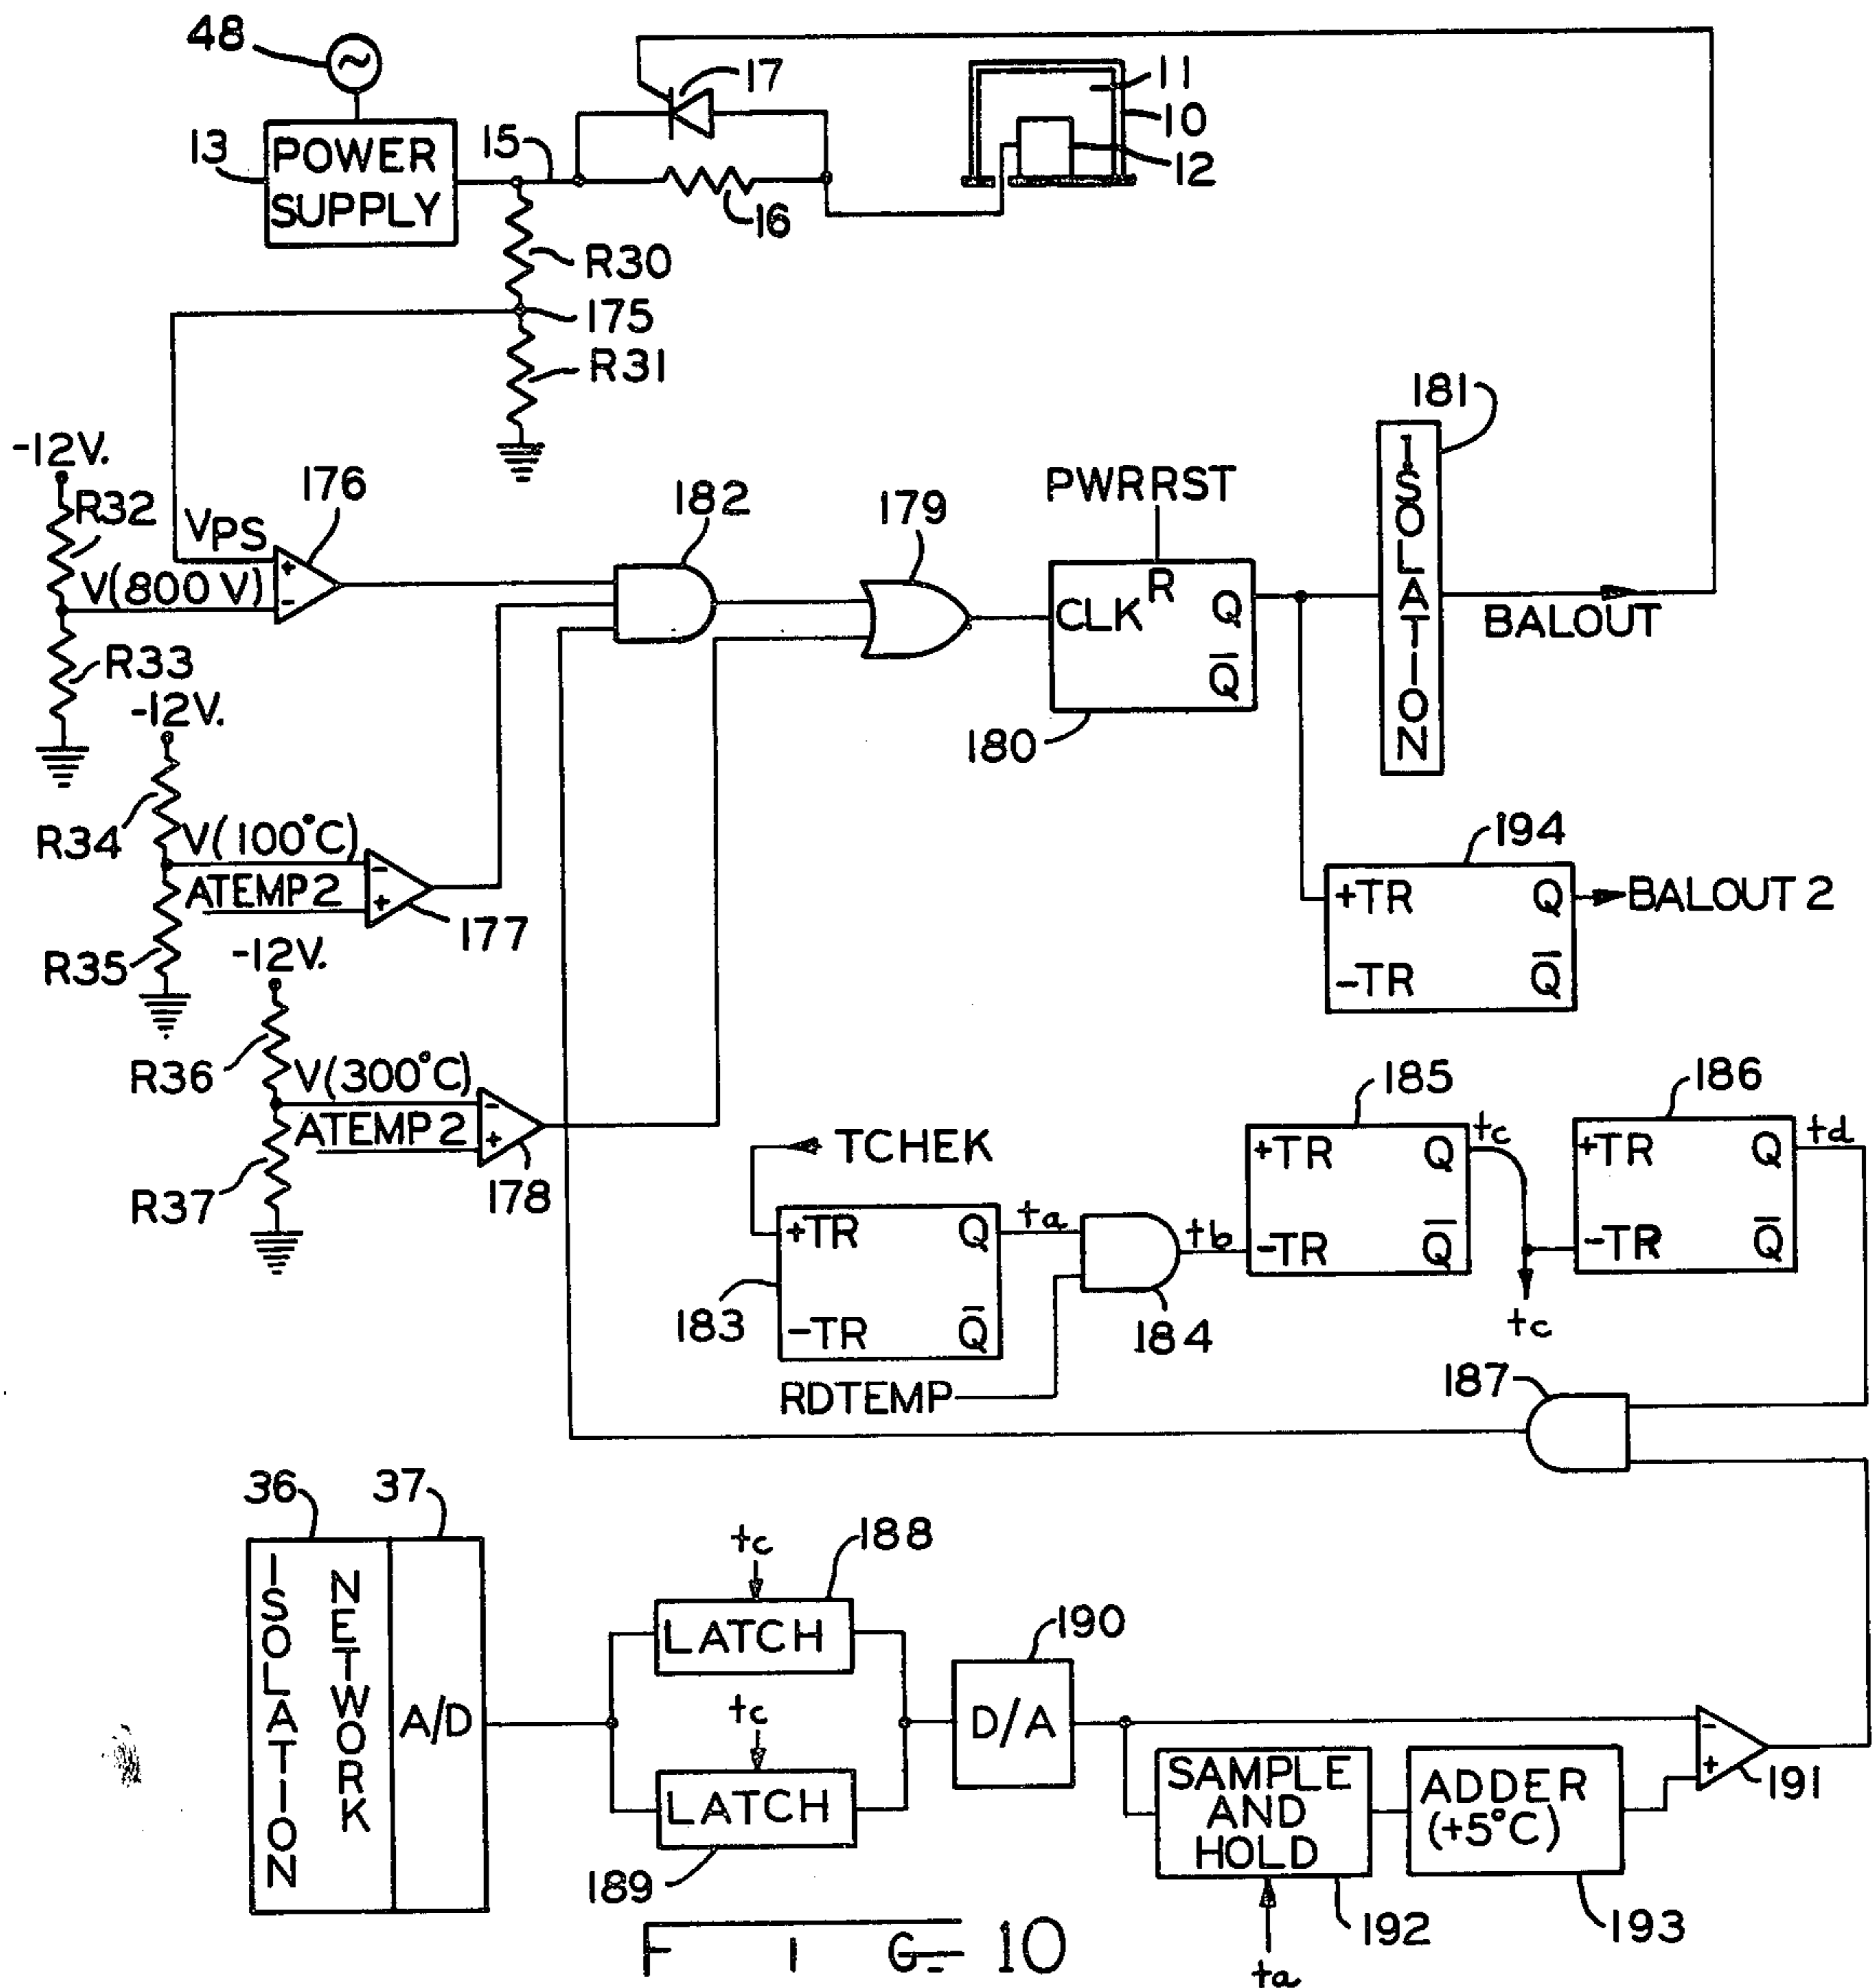 48
17
11
10
12
13
POWER
SUPPLY
15
16
R30
175
R31
181
-12V.
R32
176
VPS
V(800 V)
+
-
R33
182
179
PWRRST
R
CLK
Q
Q̅
180
ISOLATION
BALOUT
-12V.
R34
V(100°C)
ATEMP2
-
+
177
R35
194
+TR
Q
BALOUT 2
-TR
Q̅
-12V.
R36
V(300°C)
ATEMP2
-
+
178
R37
TCHEK
+TR
Q
ta
-TR
Q̅
183
RDTEMP
tb
184
185
+TR
Q
tc
-TR
Q̅
tc
186
+TR
Q
td
-TR
Q̅
187
36
37
ISOLATION
NETWORK
A/D
tc
188
LATCH
tc
LATCH
189
190
D/A
SAMPLE
AND
HOLD
192
ta
ADDER
(+5°C)
193
-
+
191
FIG_ 10